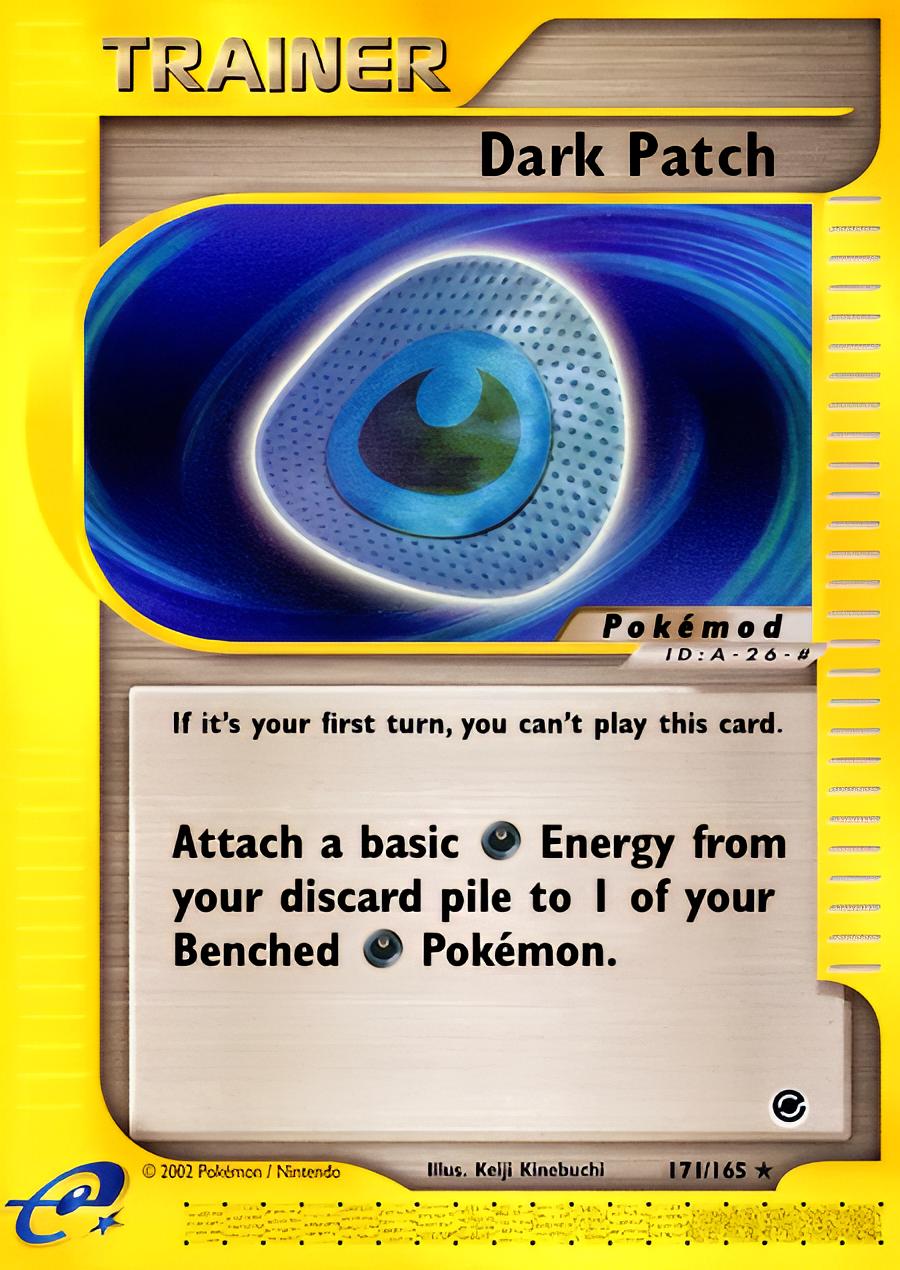 TRAINER
Dark Patch
Pokémod
ID:A-26-#
If it's your first turn, you can't play this card.
Attach a basic Energy from
your discard pile to 1 of your
Benched Pokémon.
© 2002 Pokémon / Nintendo
Illus. Keiji Kinebuchi
171/165 ★
e